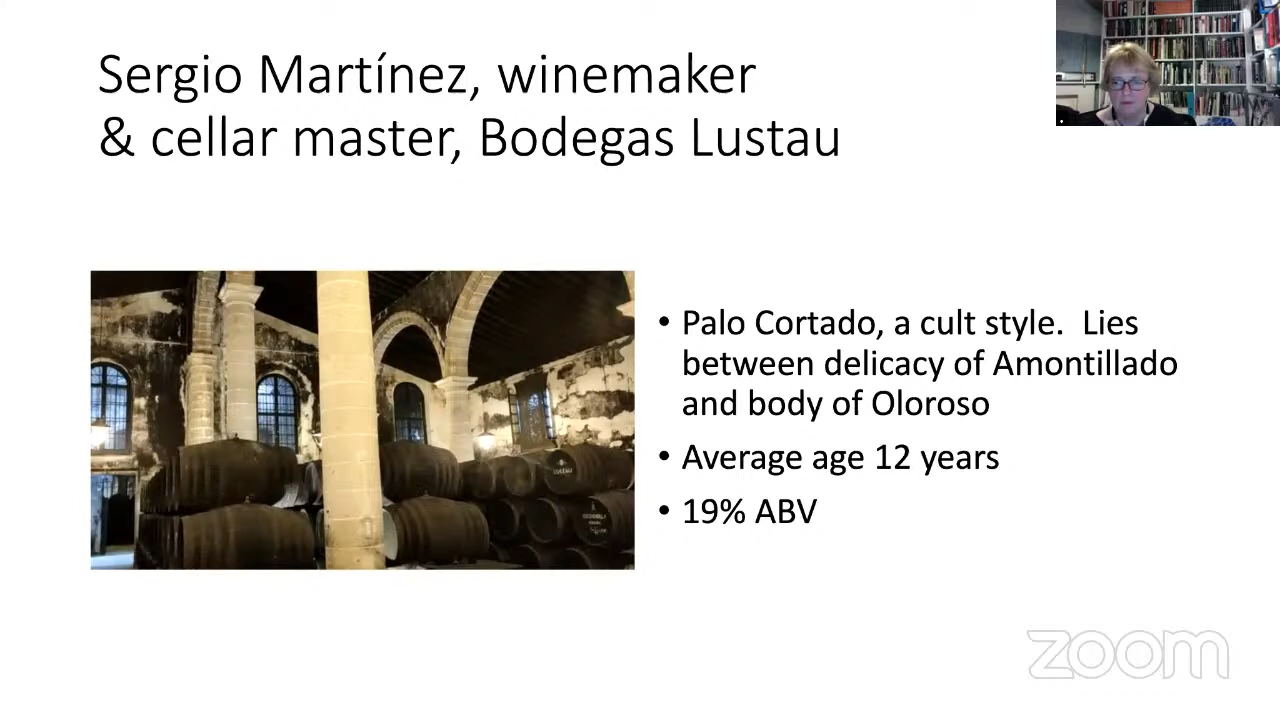 Sergio Martínez, winemaker
& cellar master, Bodegas Lustau
• Palo Cortado, a cult style.  Lies
between delicacy of Amontillado
and body of Oloroso
• Average age 12 years
• 19% ABV
LUSTAU
zoom